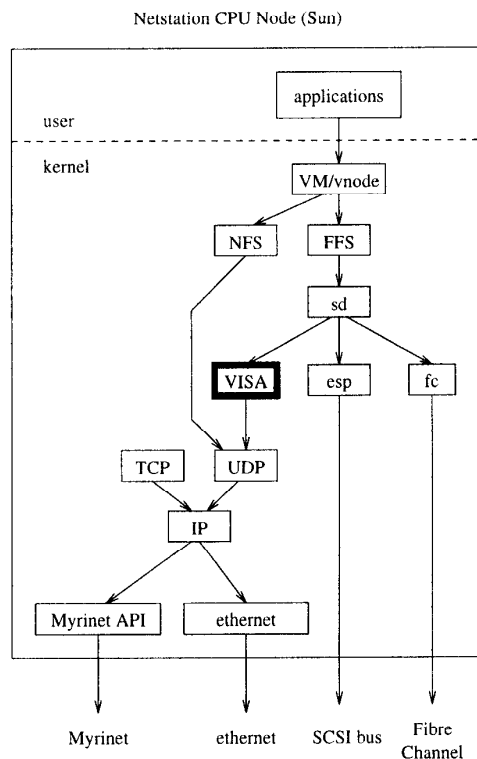 Netstation CPU Node (Sun)
applications
user
kernel
VM/vnode
NFS
FFS
sd
VISA
esp
fc
TCP
UDP
IP
Myrinet API
ethernet
Myrinet
ethernet
SCSI bus
Fibre
Channel